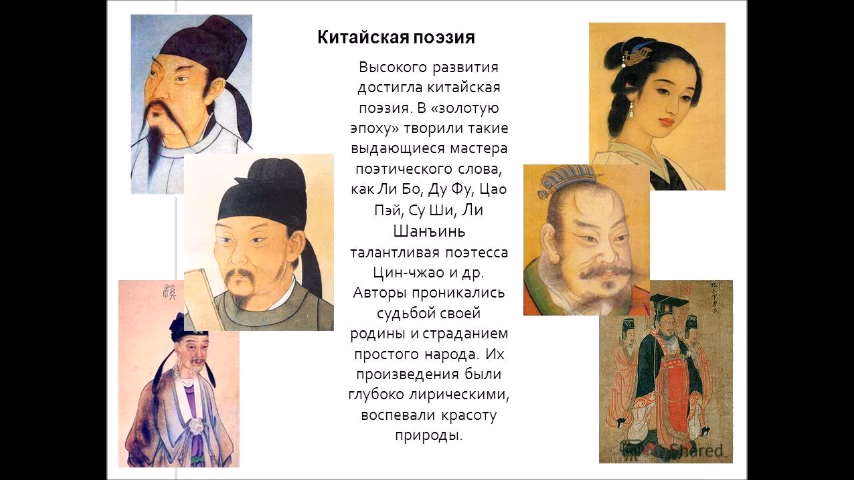 Китайская поэзия
Высокого развития
достигла китайская
поэзия. В «золотую
эпоху» творили такие
выдающиеся мастера
поэтического слова,
как Ли Бо, Ду Фу, Цао
Пэй, Су Ши, Ли
Шанъинь
талантливая поэтесса
Цин-чжао и др.
Авторы проникались
судьбой своей
родины и страданием
простого народа. Их
произведения были
глубоко лирическими,
воспевали красоту
природы.
Shared